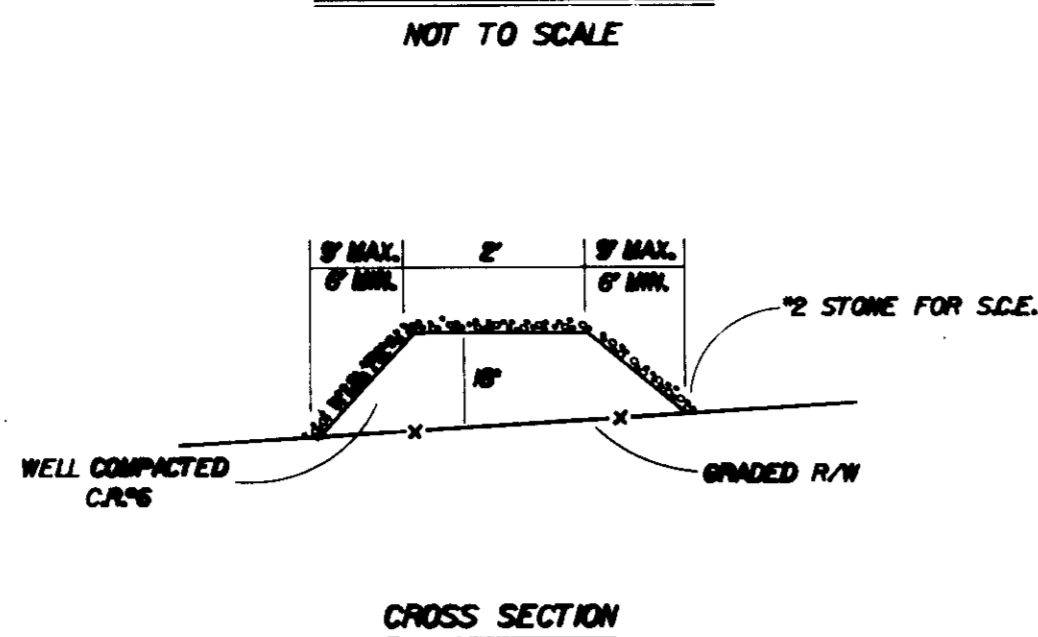 NOT TO SCALE
9' MAX. 2' 9' MAX.
6' MIN. 6' MIN.
#2 STONE FOR S.C.E.
18"
WELL COMPACTED
C.R.#6
GRADED R/W
CROSS SECTION